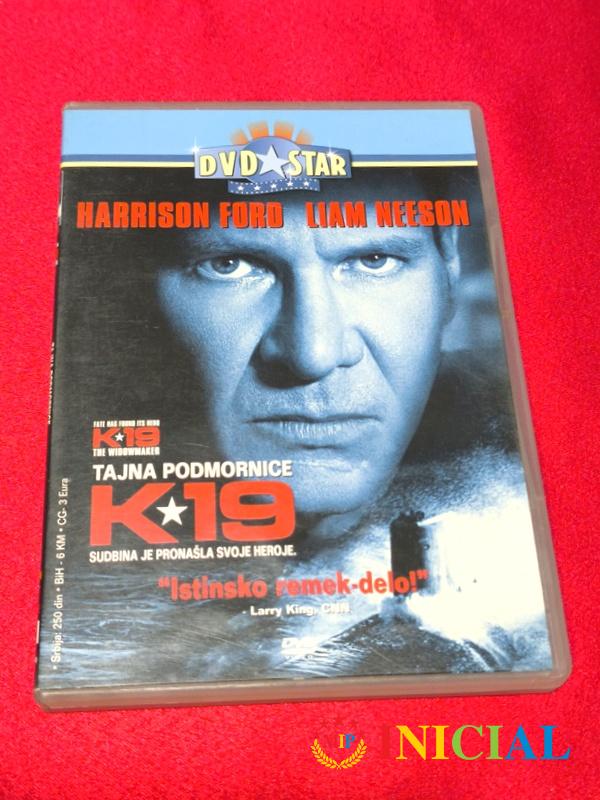 DVD★STAR
HARRISON FORD LIAM NEESON
FATE HAS FOUND ITS HERO
K★19
THE WIDOWMAKER
TAJNA PODMORNICE
K★19
SUDBINA JE PRONAŠLA SVOJE HEROJE.
"Istinsko remek-delo!"
- Larry King, CNN
DVD
• Srbija: 250 din • BiH - 6 KM • CG- 3 Eura
IP INICIAL